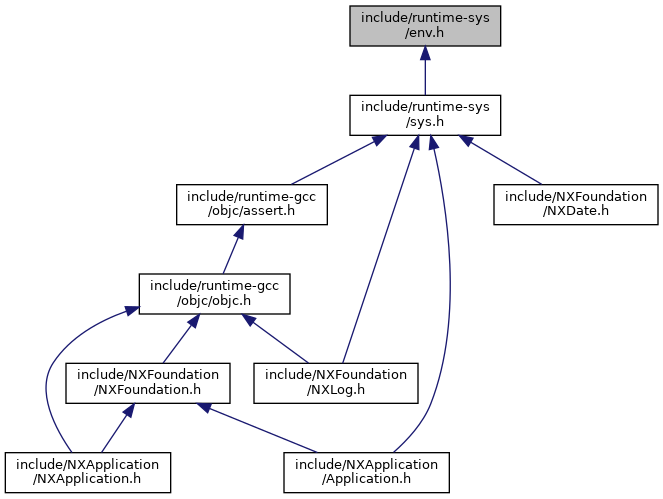 include/runtime-sys
/env.h
include/runtime-sys
/sys.h
include/runtime-gcc
/objc/assert.h
include/NXFoundation
/NXDate.h
include/runtime-gcc
/objc/objc.h
include/NXFoundation
/NXFoundation.h
include/NXFoundation
/NXLog.h
include/NXApplication
/NXApplication.h
include/NXApplication
/Application.h